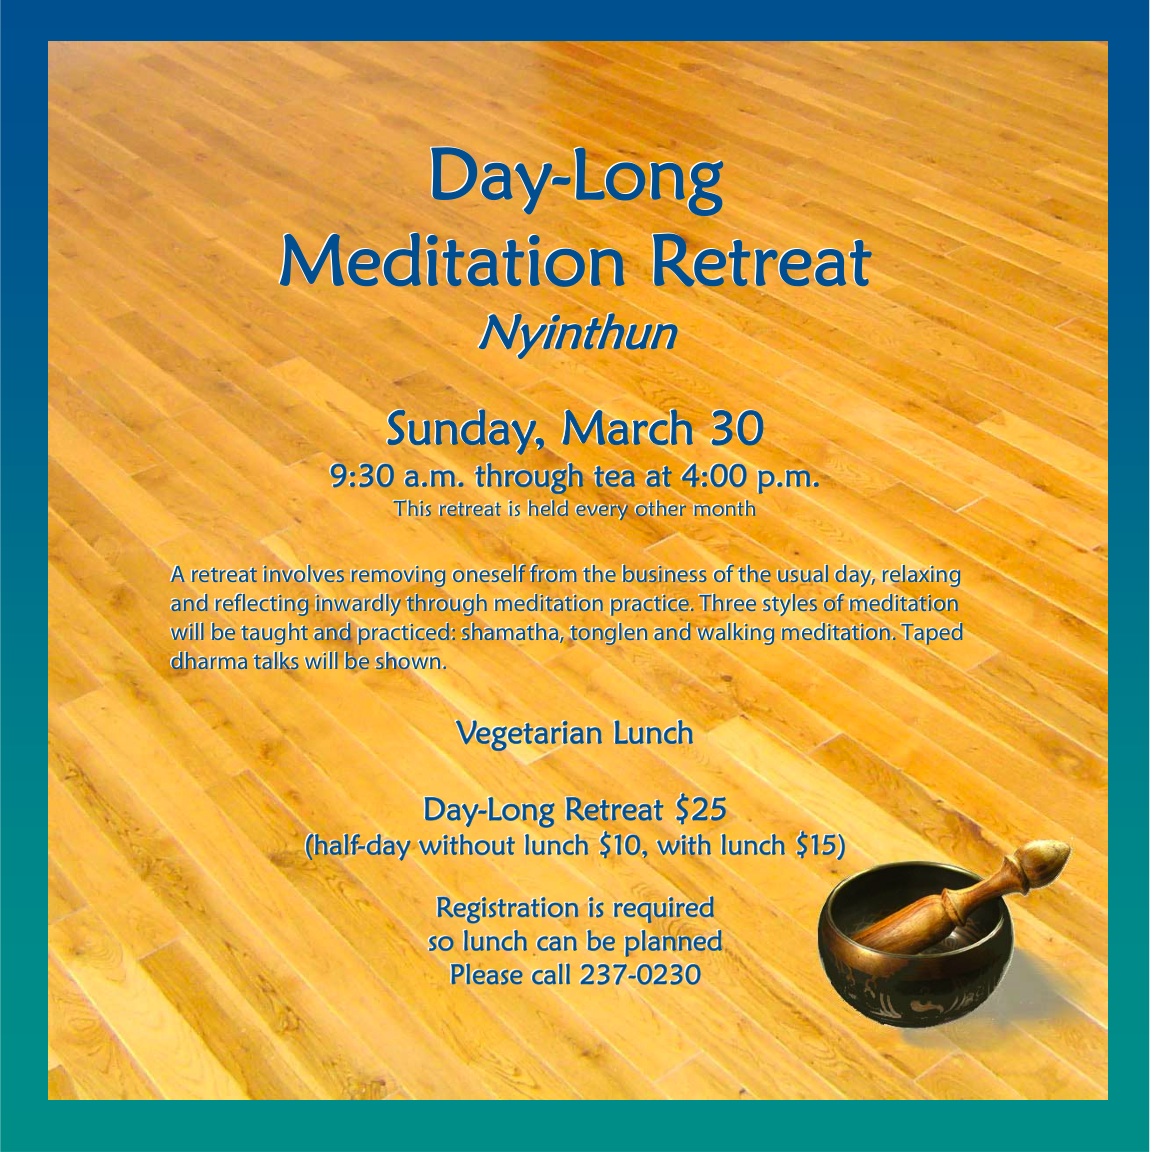 Day-Long
Meditation Retreat
Nyinthun
Sunday, March 30
9:30 a.m. through tea at 4:00 p.m.
This retreat is held every other month
A retreat involves removing oneself from the business of the usual day, relaxing
and reflecting inwardly through meditation practice. Three styles of meditation
will be taught and practiced: shamatha, tonglen and walking meditation. Taped
dharma talks will be shown.
Vegetarian Lunch
Day-Long Retreat $25
(half-day without lunch $10, with lunch $15)
Registration is required
so lunch can be planned
Please call 237-0230